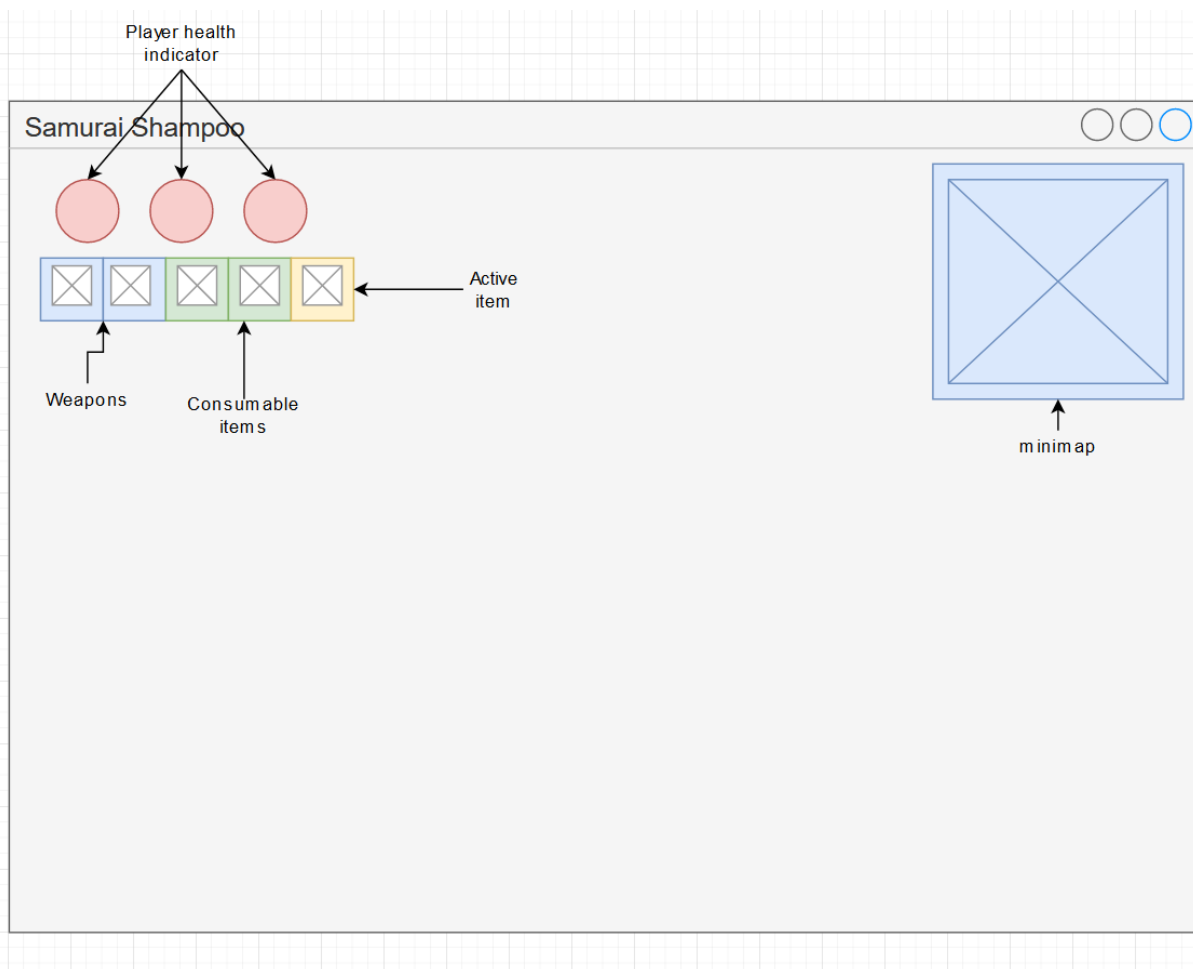 Player health
indicator
Samurai Shampoo
Active
item
Weapons
Consumable
items
minimap